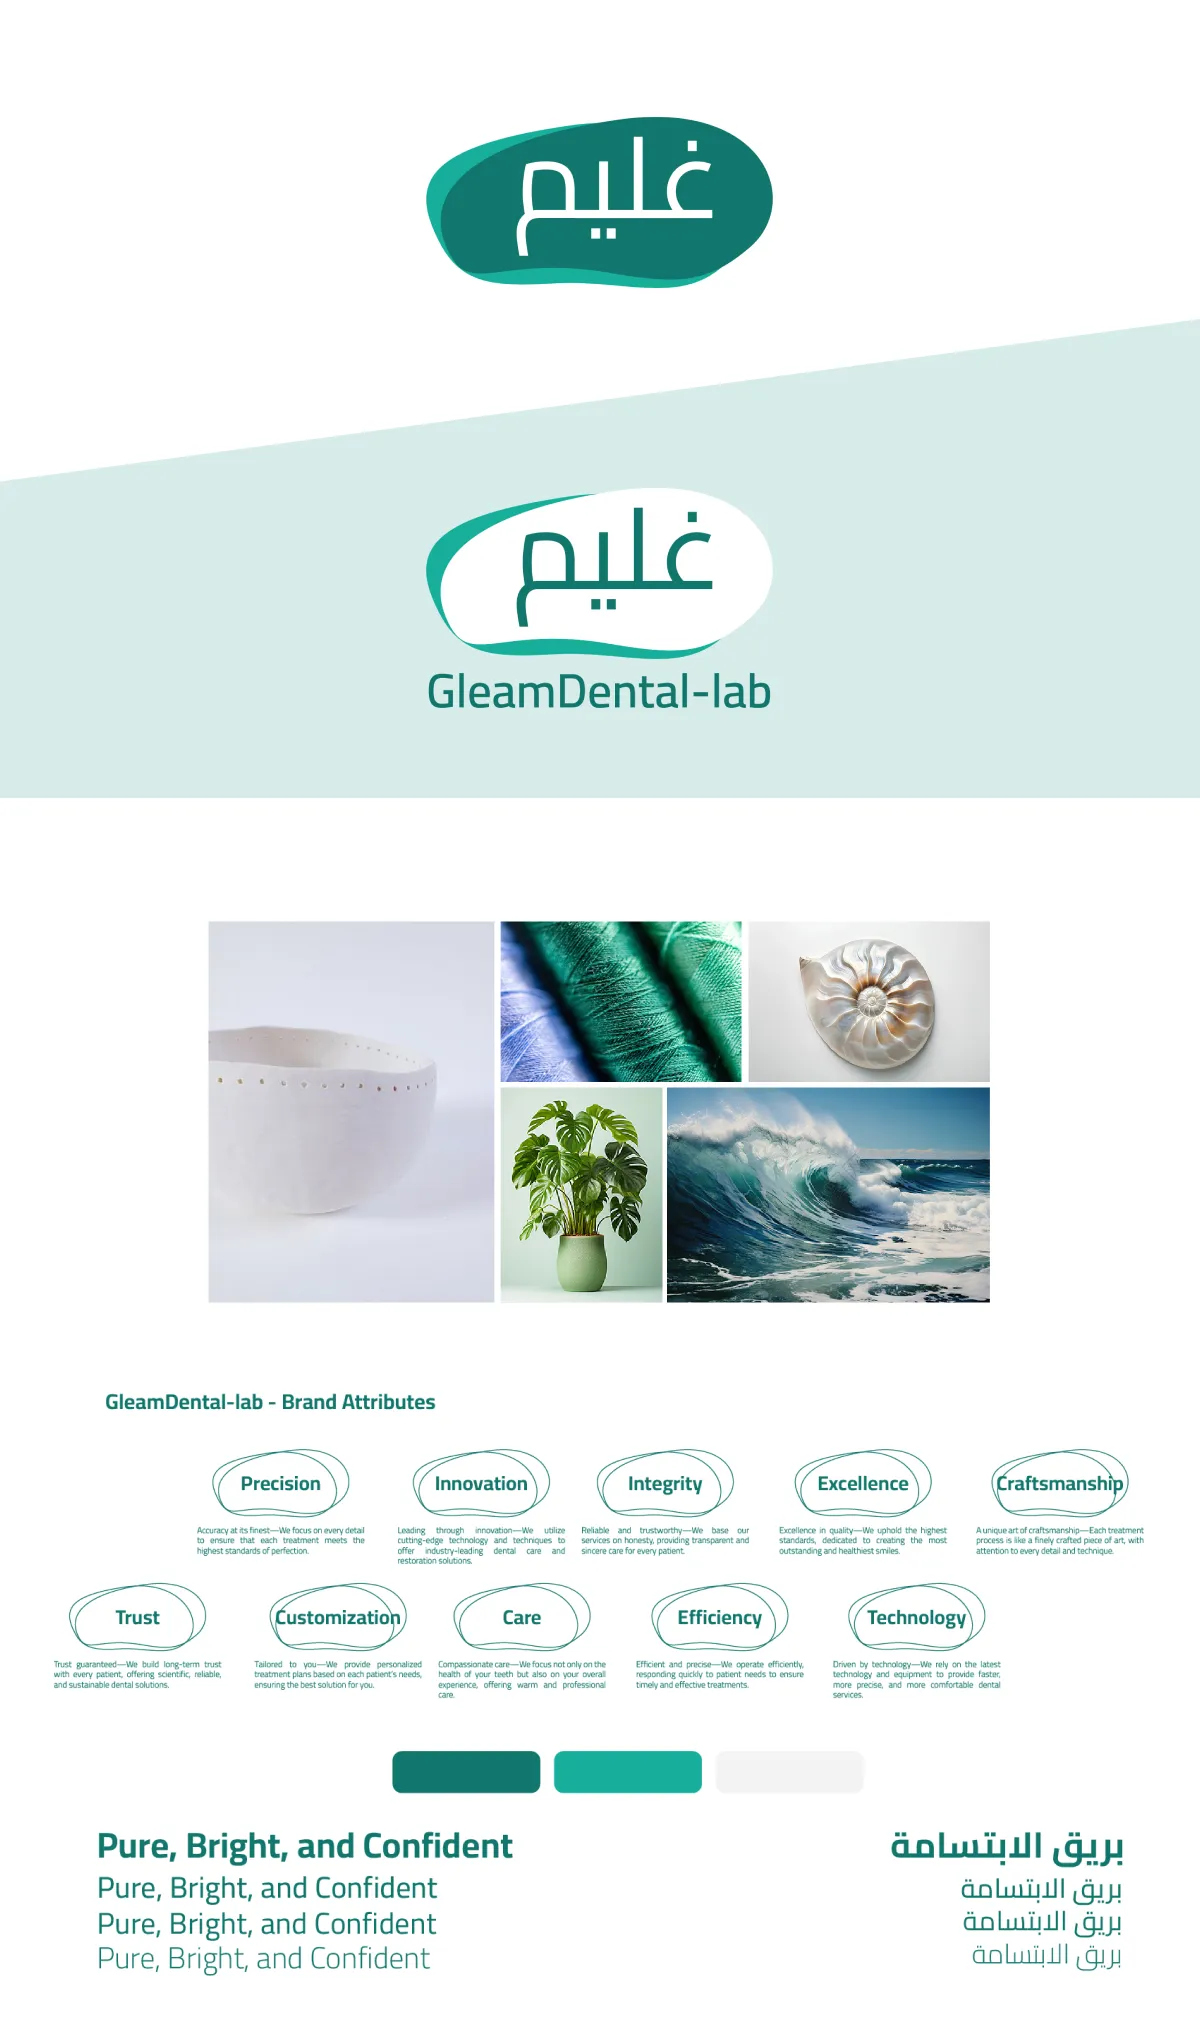 غليم
غليم
GleamDental-lab
GleamDental-lab - Brand Attributes
Precision
Accuracy at its finest—We focus on every detail
to ensure that each treatment meets the
highest standards of perfection.
Innovation
Leading through innovation—We utilize
cutting-edge technology and techniques to
offer industry-leading dental care and
restoration solutions.
Integrity
Reliable and trustworthy—We base our
services on honesty, providing transparent and
sincere care for every patient.
Excellence
Excellence in quality—We uphold the highest
standards, dedicated to creating the most
outstanding and healthiest smiles.
Craftsmanship
A unique art of craftsmanship—Each treatment
process is like a finely crafted piece of art, with
attention to every detail and technique.
Trust
Trust guaranteed—We build long-term trust
with every patient, offering scientific, reliable,
and sustainable dental solutions.
Customization
Tailored to you—We provide personalized
treatment plans based on each patient's needs,
ensuring the best solution for you.
Care
Compassionate care—We focus not only on the
health of your teeth but also on your overall
experience, offering warm and professional
care.
Efficiency
Efficient and precise—We operate efficiently,
responding quickly to patient needs to ensure
timely and effective treatments.
Technology
Driven by technology—We rely on the latest
technology and equipment to provide faster,
more precise, and more comfortable dental
services.
Pure, Bright, and Confident
Pure, Bright, and Confident
Pure, Bright, and Confident
Pure, Bright, and Confident
بريق الابتسامة
بريق الابتسامة
بريق الابتسامة
بريق الابتسامة